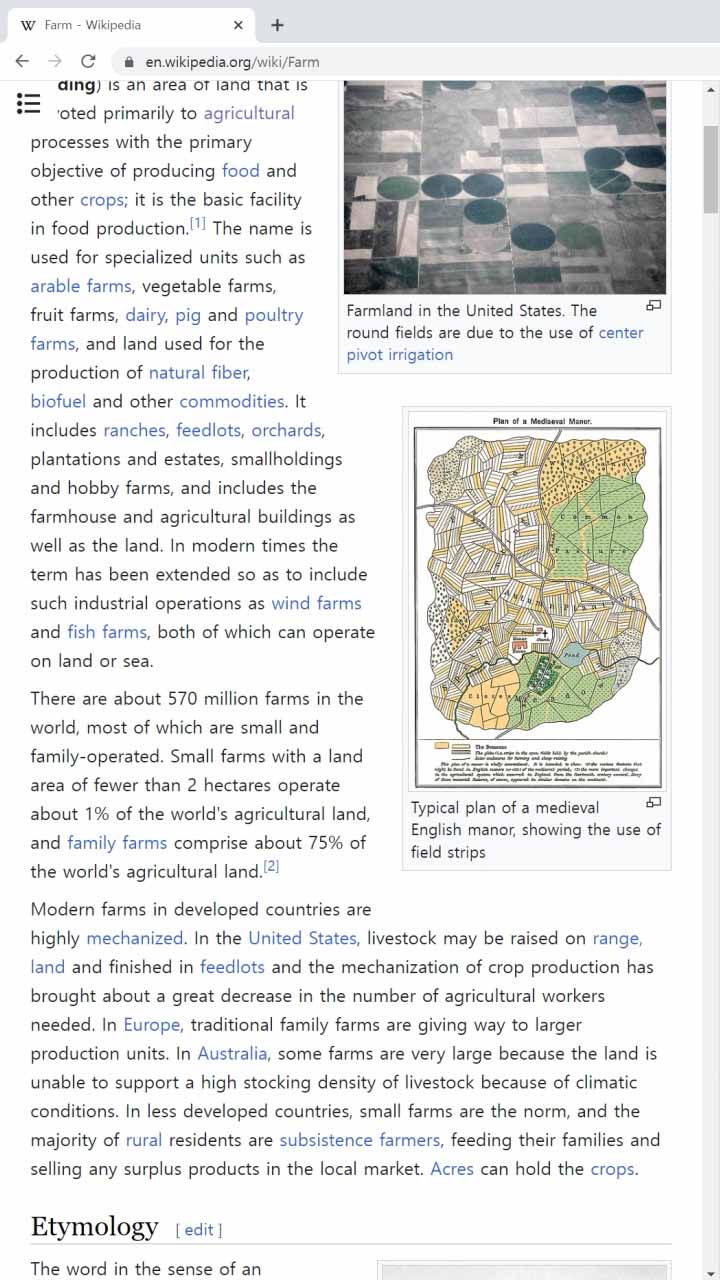 Farm - Wikipedia
en.wikipedia.org/wiki/Farm
ding) is an area of land that is
voted primarily to agricultural
processes with the primary
objective of producing food and
other crops; it is the basic facility
in food production.[1] The name is
used for specialized units such as
arable farms, vegetable farms,
fruit farms, dairy, pig and poultry
farms, and land used for the
production of natural fiber,
biofuel and other commodities. It
includes ranches, feedlots, orchards,
plantations and estates, smallholdings
and hobby farms, and includes the
farmhouse and agricultural buildings as
well as the land. In modern times the
term has been extended so as to include
such industrial operations as wind farms
and fish farms, both of which can operate
on land or sea.
Farmland in the United States. The
round fields are due to the use of center
pivot irrigation
Plan of a Mediaeval Manor.
Common
Pasture
Pond
Church
The Demesne
Typical plan of a medieval
English manor, showing the use of
field strips
There are about 570 million farms in the
world, most of which are small and
family-operated. Small farms with a land
area of fewer than 2 hectares operate
about 1% of the world's agricultural land,
and family farms comprise about 75% of
the world's agricultural land.[2]
Modern farms in developed countries are
highly mechanized. In the United States, livestock may be raised on range,
land and finished in feedlots and the mechanization of crop production has
brought about a great decrease in the number of agricultural workers
needed. In Europe, traditional family farms are giving way to larger
production units. In Australia, some farms are very large because the land is
unable to support a high stocking density of livestock because of climatic
conditions. In less developed countries, small farms are the norm, and the
majority of rural residents are subsistence farmers, feeding their families and
selling any surplus products in the local market. Acres can hold the crops.
Etymology [ edit ]
The word in the sense of an